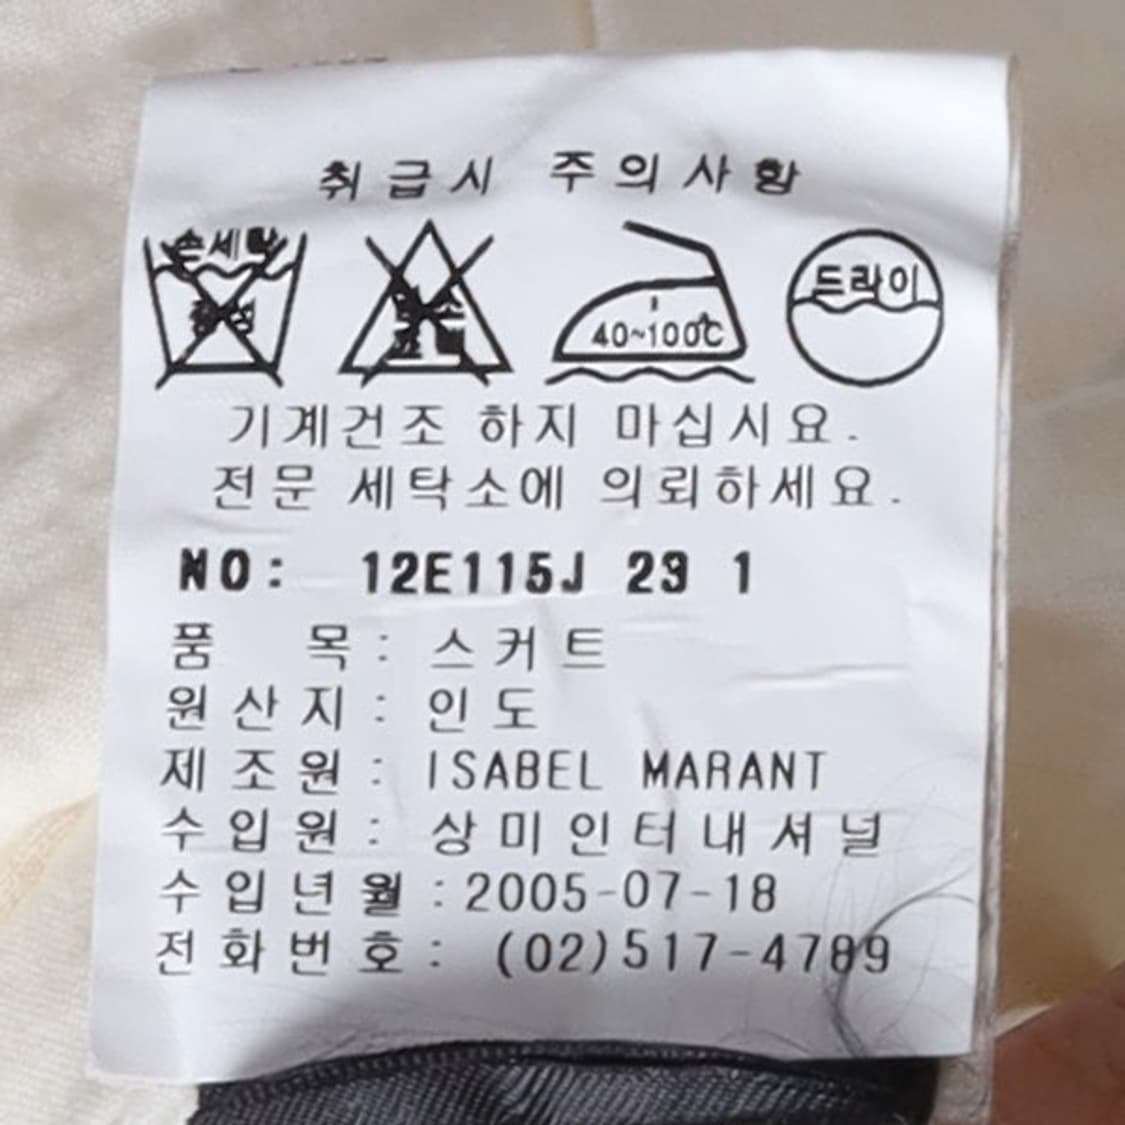 취급시 주의사항
손세탁 중성
40~100℃
드라이
기계건조 하지 마십시요.
전문 세탁소에 의뢰하세요.
NO: 12E115J 29 1
품 목: 스커트
원산지: 인도
제조원: ISABEL MARANT
수입원: 상미인터내셔널
수입년월:2005-07-18
전화번호: (02)517-4789